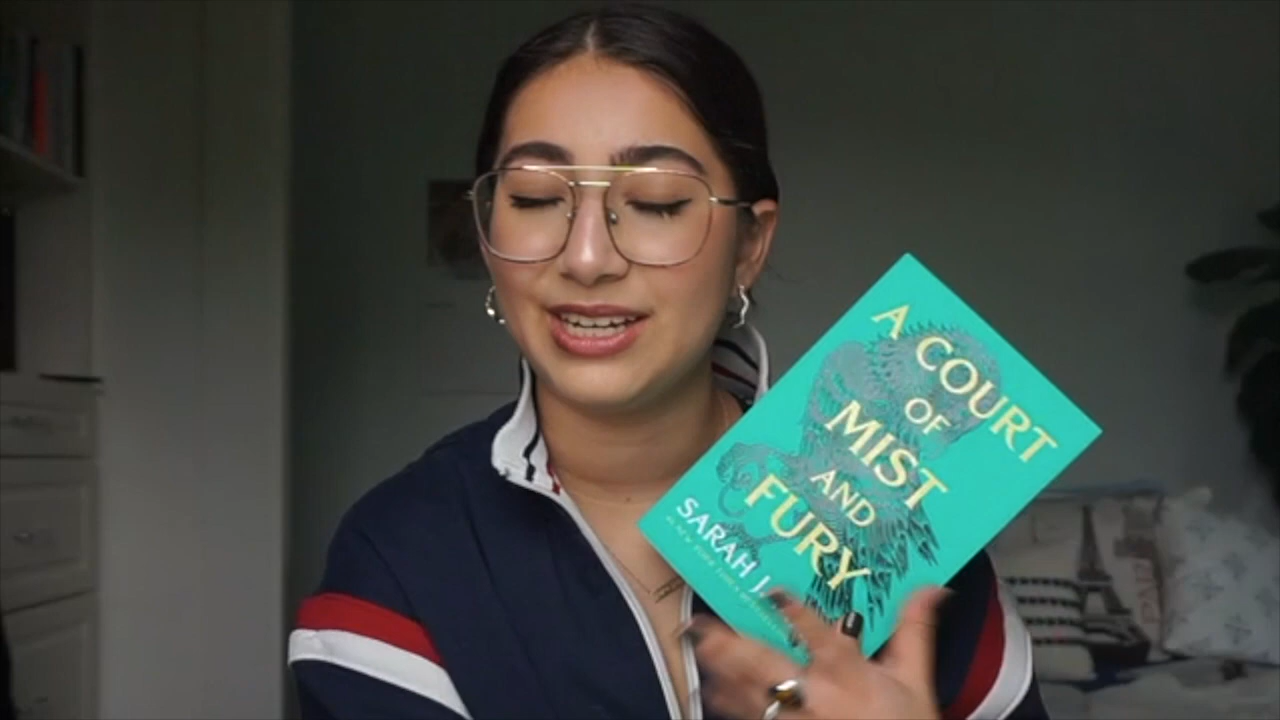 A COURT
OF
MIST
AND
FURY
SARAH J.